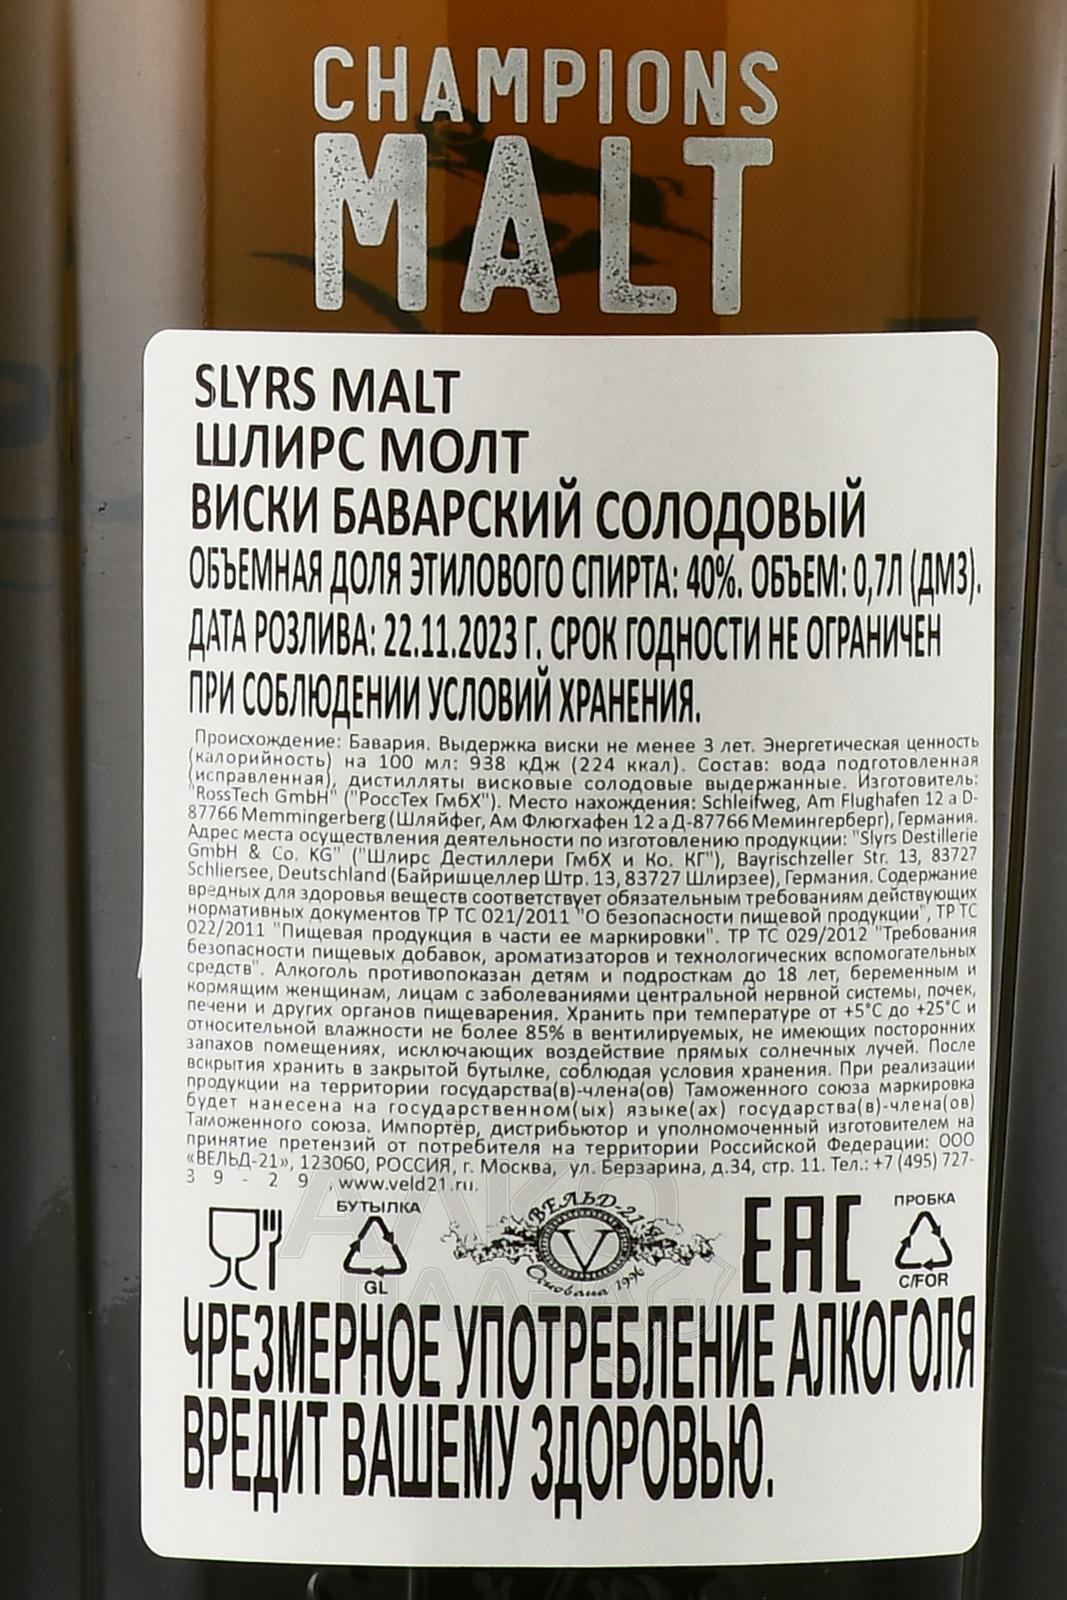 CHAMPIONS
MALT
SLYRS MALT
ШЛИРС МОЛТ
ВИСКИ БАВАРСКИЙ СОЛОДОВЫЙ
ОБЪЕМНАЯ ДОЛЯ ЭТИЛОВОГО СПИРТА: 40%. ОБЪЕМ: 0,7Л (ДМ3).
ДАТА РОЗЛИВА: 22.11.2023 Г. СРОК ГОДНОСТИ НЕ ОГРАНИЧЕН
ПРИ СОБЛЮДЕНИИ УСЛОВИЙ ХРАНЕНИЯ.
Происхождение: Бавария. Выдержка виски не менее 3 лет. Энергетическая ценность
(калорийность) на 100 мл: 938 кДж (224 ккал). Состав: вода подготовленная
(исправленная), дистилляты висковые солодовые выдержанные. Изготовитель:
"RossTech GmbH" ("РоссТех ГмбХ"). Место нахождения: Schleifweg, Am Flughafen 12 a D-
87766 Memmingerberg (Шляйфег, Ам Флюгхафен 12 а Д-87766 Мемингерберг), Германия.
Адрес места осуществления деятельности по изготовлению продукции: "Slyrs Destillerie
GmbH & Co. KG" ("Шлирс Дестиллери ГмбХ и Ко. КГ"), Bayrischzeller Str. 13, 83727
Schliersee, Deutschland (Байришцеллер Штр. 13, 83727 Шлирзее), Германия. Содержание
вредных для здоровья веществ соответствует обязательным требованиям действующих
нормативных документов ТР ТС 021/2011 "О безопасности пищевой продукции", ТР ТС
022/2011 "Пищевая продукция в части ее маркировки". ТР ТС 029/2012 "Требования
безопасности пищевых добавок, ароматизаторов и технологических вспомогательных
средств". Алкоголь противопоказан детям и подросткам до 18 лет, беременным и
кормящим женщинам, лицам с заболеваниями центральной нервной системы, почек,
печени и других органов пищеварения. Хранить при температуре от +5°С до +25°С и
относительной влажности не более 85% в вентилируемых, не имеющих посторонних
запахов помещениях, исключающих воздействие прямых солнечных лучей. После
вскрытия хранить в закрытой бутылке, соблюдая условия хранения. При реализации
продукции на территории государства(в)-члена(ов) Таможенного союза маркировка
будет нанесена на государственном(ых) языке(ах) государства(в)-члена(ов)
Таможенного союза. Импортёр, дистрибьютор и уполномоченный изготовителем на
принятие претензий от потребителя на территории Российской Федерации: ООО
«ВЕЛЬД-21», 123060, РОССИЯ, г. Москва, ул. Берзарина, д.34, стр. 11. Тел.: +7 (495) 727-
39-29, www.veld21.ru.
БУТЫЛКА
GL
ВЕЛЬД-21
V
Основана 1996
EAC
ПРОБКА
C/FOR
АЛКО
ПЛАЗА
ru
ЧРЕЗМЕРНОЕ УПОТРЕБЛЕНИЕ АЛКОГОЛЯ
ВРЕДИТ ВАШЕМУ ЗДОРОВЬЮ.